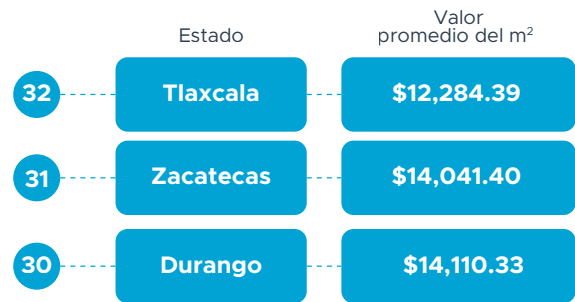 Estado
Valor
promedio del m²
32 Tlaxcala $12,284.39
31 Zacatecas $14,041.40
30 Durango $14,110.33